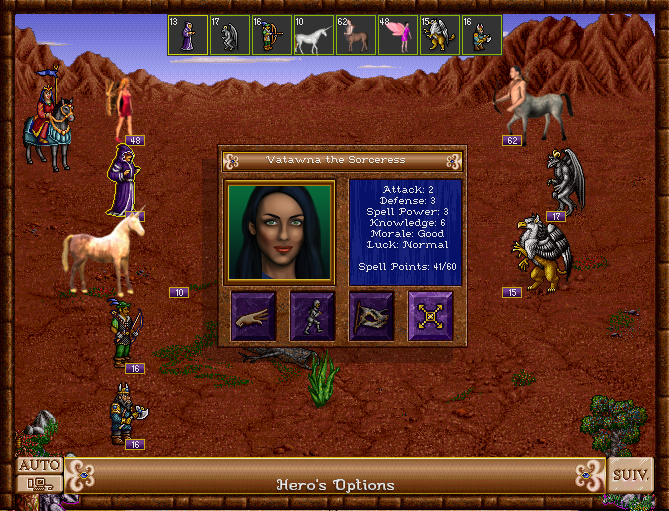 13 17 16 10 62 48 15 16
48
62
Vatawna the Sorceress
Attack: 2
Defense: 3
Spell Power: 3
Knowledge: 6
Morale: Good
Luck: Normal
Spell Points: 41/60
17
10
15
16
16
AUTO
SUIV.
Hero's Options